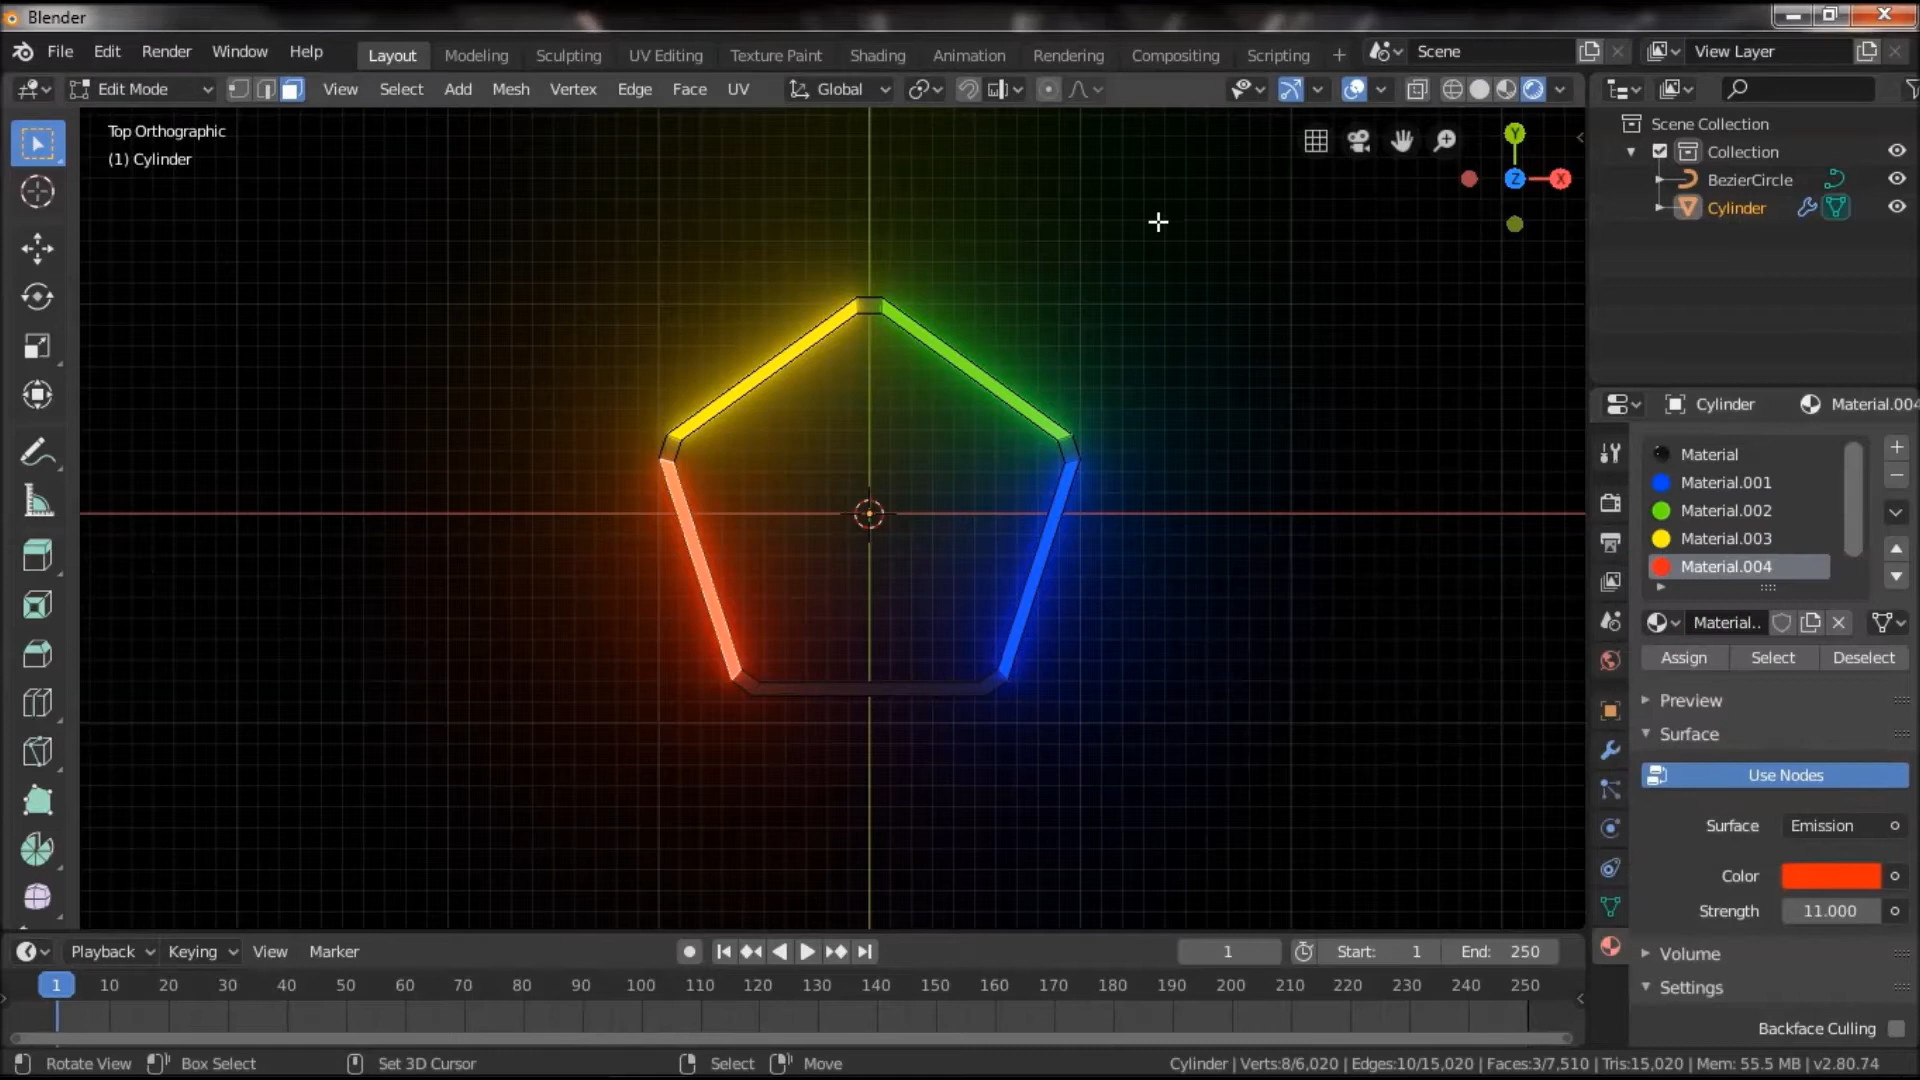 Blender
File Edit Render Window Help Layout Modeling Sculpting UV Editing Texture Paint Shading Animation Rendering Compositing Scripting + Scene View Layer
Edit Mode View Select Add Mesh Vertex Edge Face UV Global
Top Orthographic
(1) Cylinder
Y
Z
X
Scene Collection
Collection
BezierCircle
Cylinder
Cylinder Material.004
Material
Material.001
Material.002
Material.003
Material.004
Material..
Assign Select Deselect
Preview
Surface
Use Nodes
Surface Emission
Color
Strength 11.000
Volume
Settings
Backface Culling
Playback Keying View Marker 1 Start: 1 End: 250
1 10 20 30 40 50 60 70 80 90 100 110 120 130 140 150 160 170 180 190 200 210 220 230 240 250
Rotate View Box Select Set 3D Cursor Select Move Cylinder | Verts:8/6,020 | Edges:10/15,020 | Faces:3/7,510 | Tris:15,020 | Mem: 55.5 MB | v2.80.74